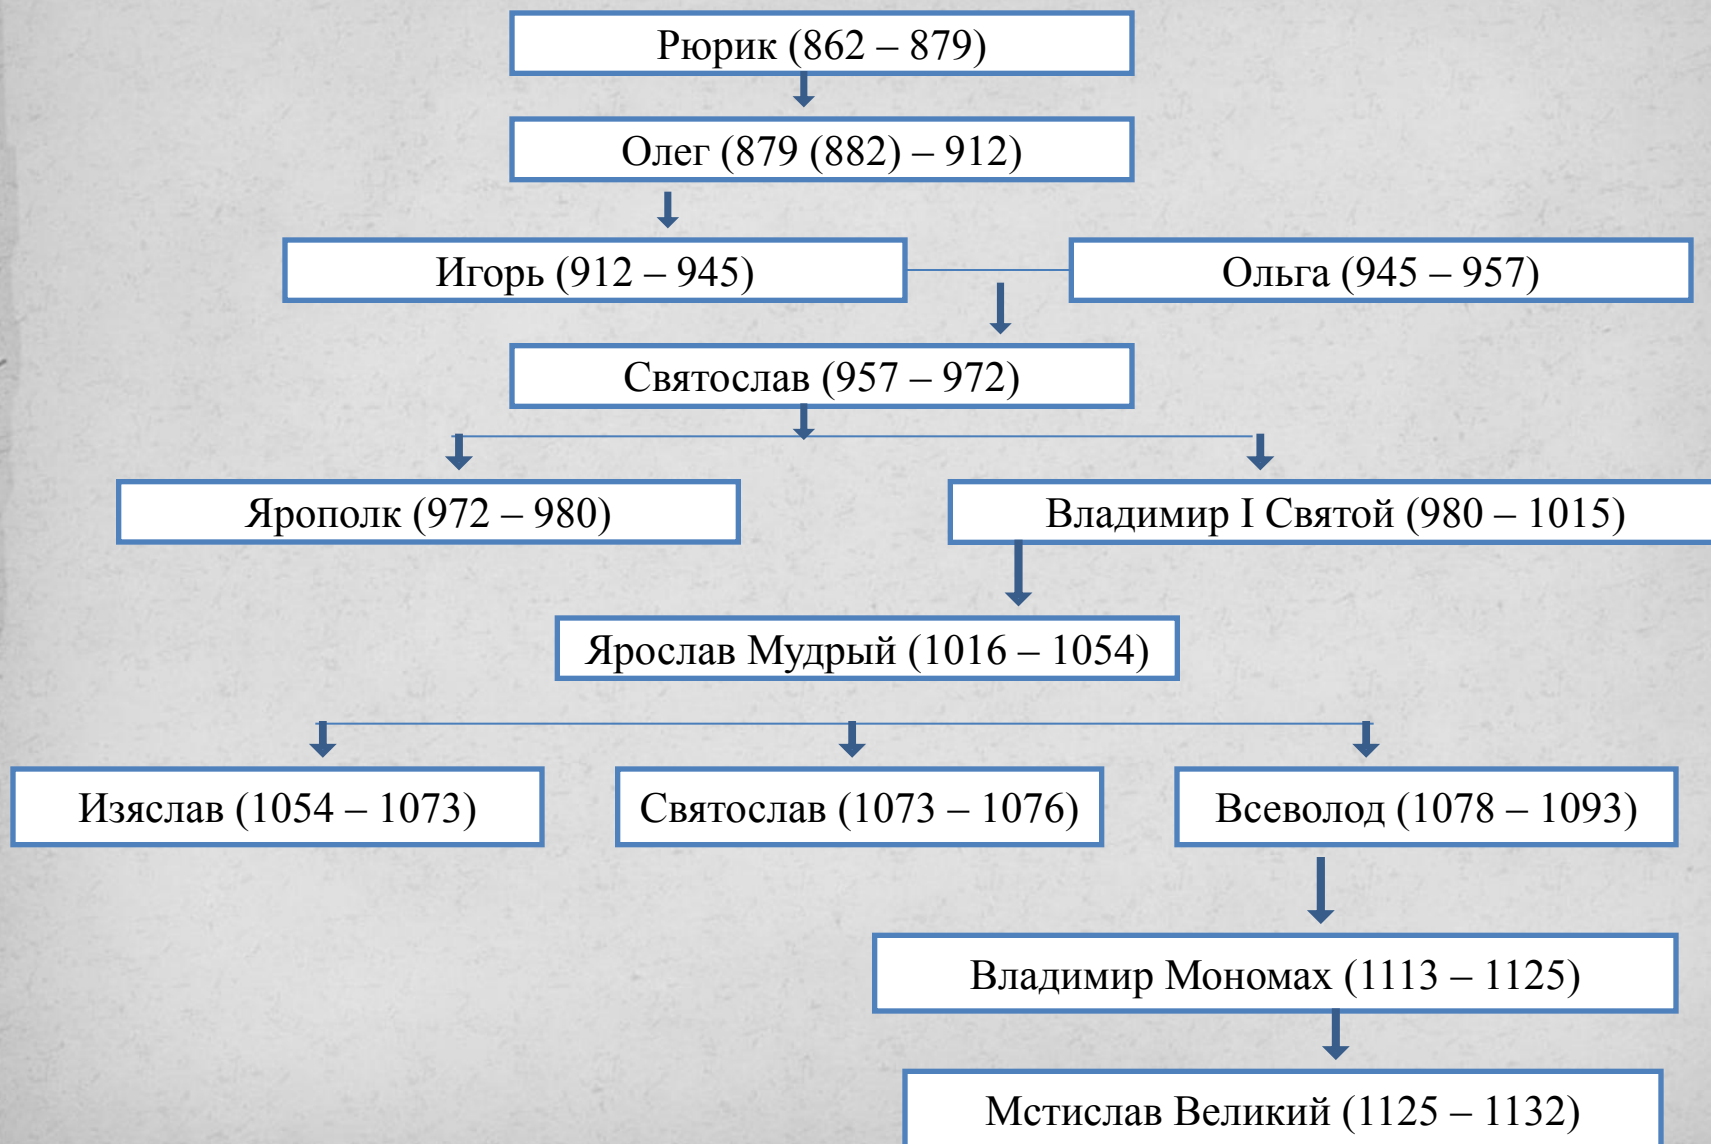 Рюрик (862 – 879)
Олег (879 (882) – 912)
Игорь (912 – 945)
Ольга (945 – 957)
Святослав (957 – 972)
Ярополк (972 – 980)
Владимир I Святой (980 – 1015)
Ярослав Мудрый (1016 – 1054)
Изяслав (1054 – 1073)
Святослав (1073 – 1076)
Всеволод (1078 – 1093)
Владимир Мономах (1113 – 1125)
Мстислав Великий (1125 – 1132)